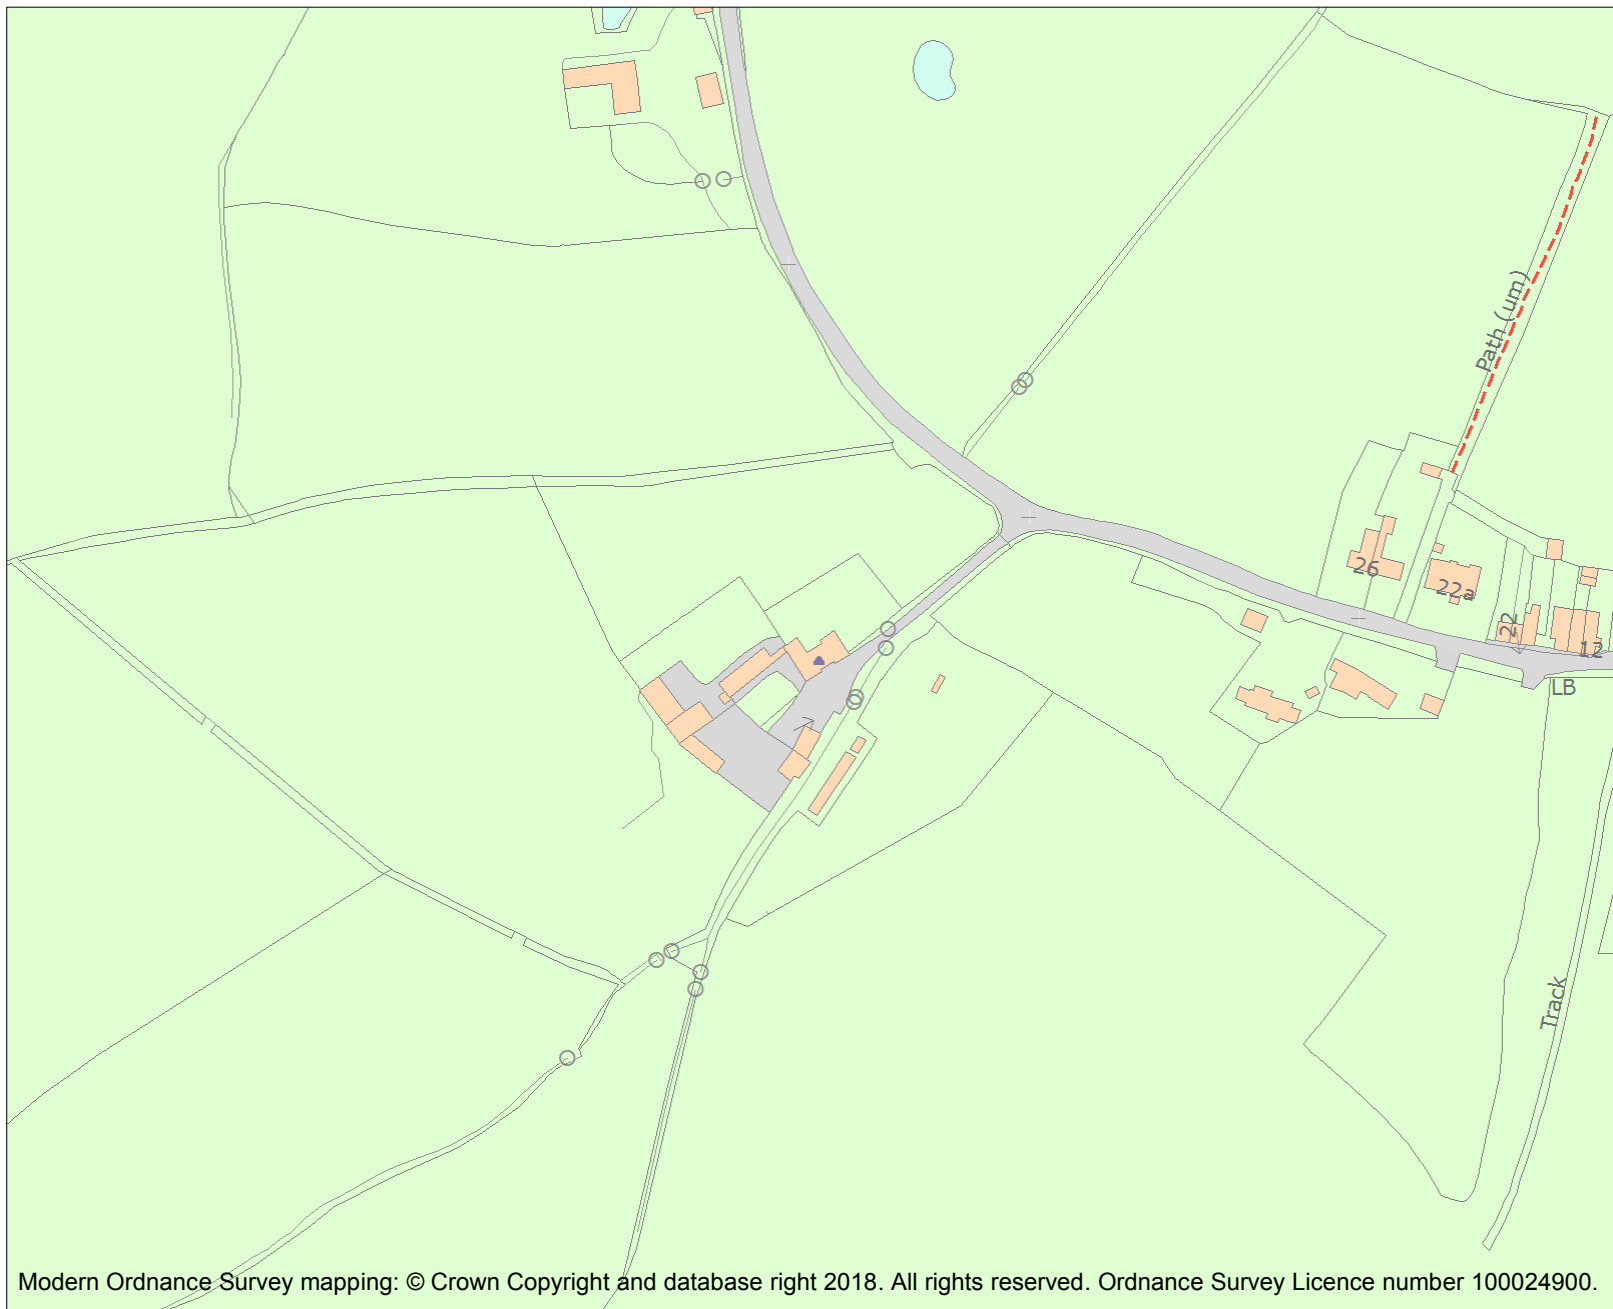 Path (um)
26
22a
22
12
LB
Track
Modern Ordnance Survey mapping: © Crown Copyright and database right 2018. All rights reserved. Ordnance Survey Licence number 100024900.